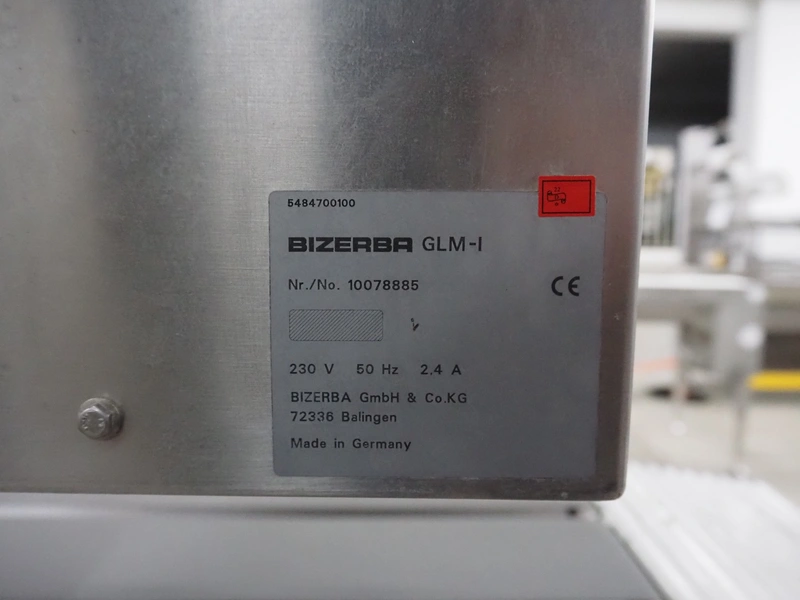 5484700100
BIZERBA GLM-I
Nr./No. 10078885
CE
230 V 50 Hz 2.4 A
BIZERBA GmbH & Co.KG
72336 Balingen
Made in Germany